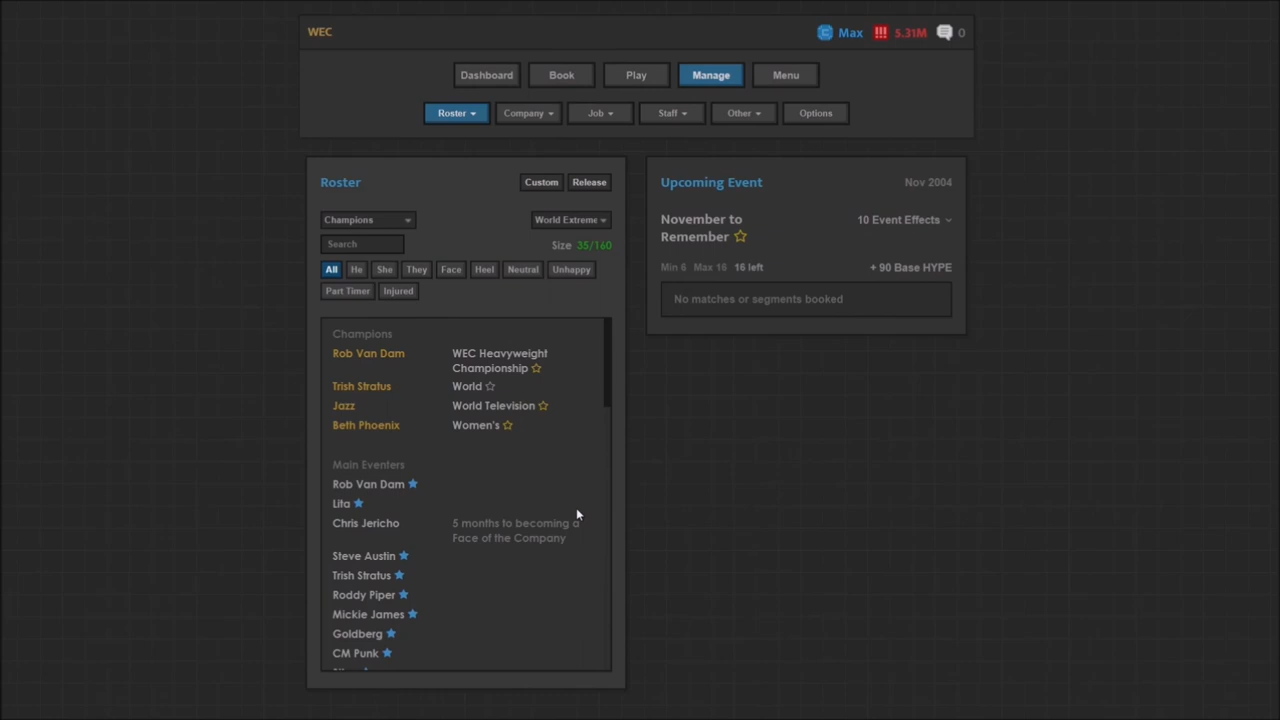 WEC
Max 5.31M 0
Dashboard Book Play Manage Menu
Roster Company Job Staff Other Options
Roster Custom Release
Champions World Extreme
Search Size 35/160
All He She They Face Heel Neutral Unhappy
Part Timer Injured
Champions
Rob Van Dam WEC Heavyweight
Championship
Trish Stratus World
Jazz World Television
Beth Phoenix Women's
Main Eventers
Rob Van Dam
Lita
Chris Jericho 5 months to becoming a
Face of the Company
Steve Austin
Trish Stratus
Roddy Piper
Mickie James
Goldberg
CM Punk
Upcoming Event Nov 2004
November to 10 Event Effects
Remember
Min 6 Max 16 16 left + 90 Base HYPE
No matches or segments booked